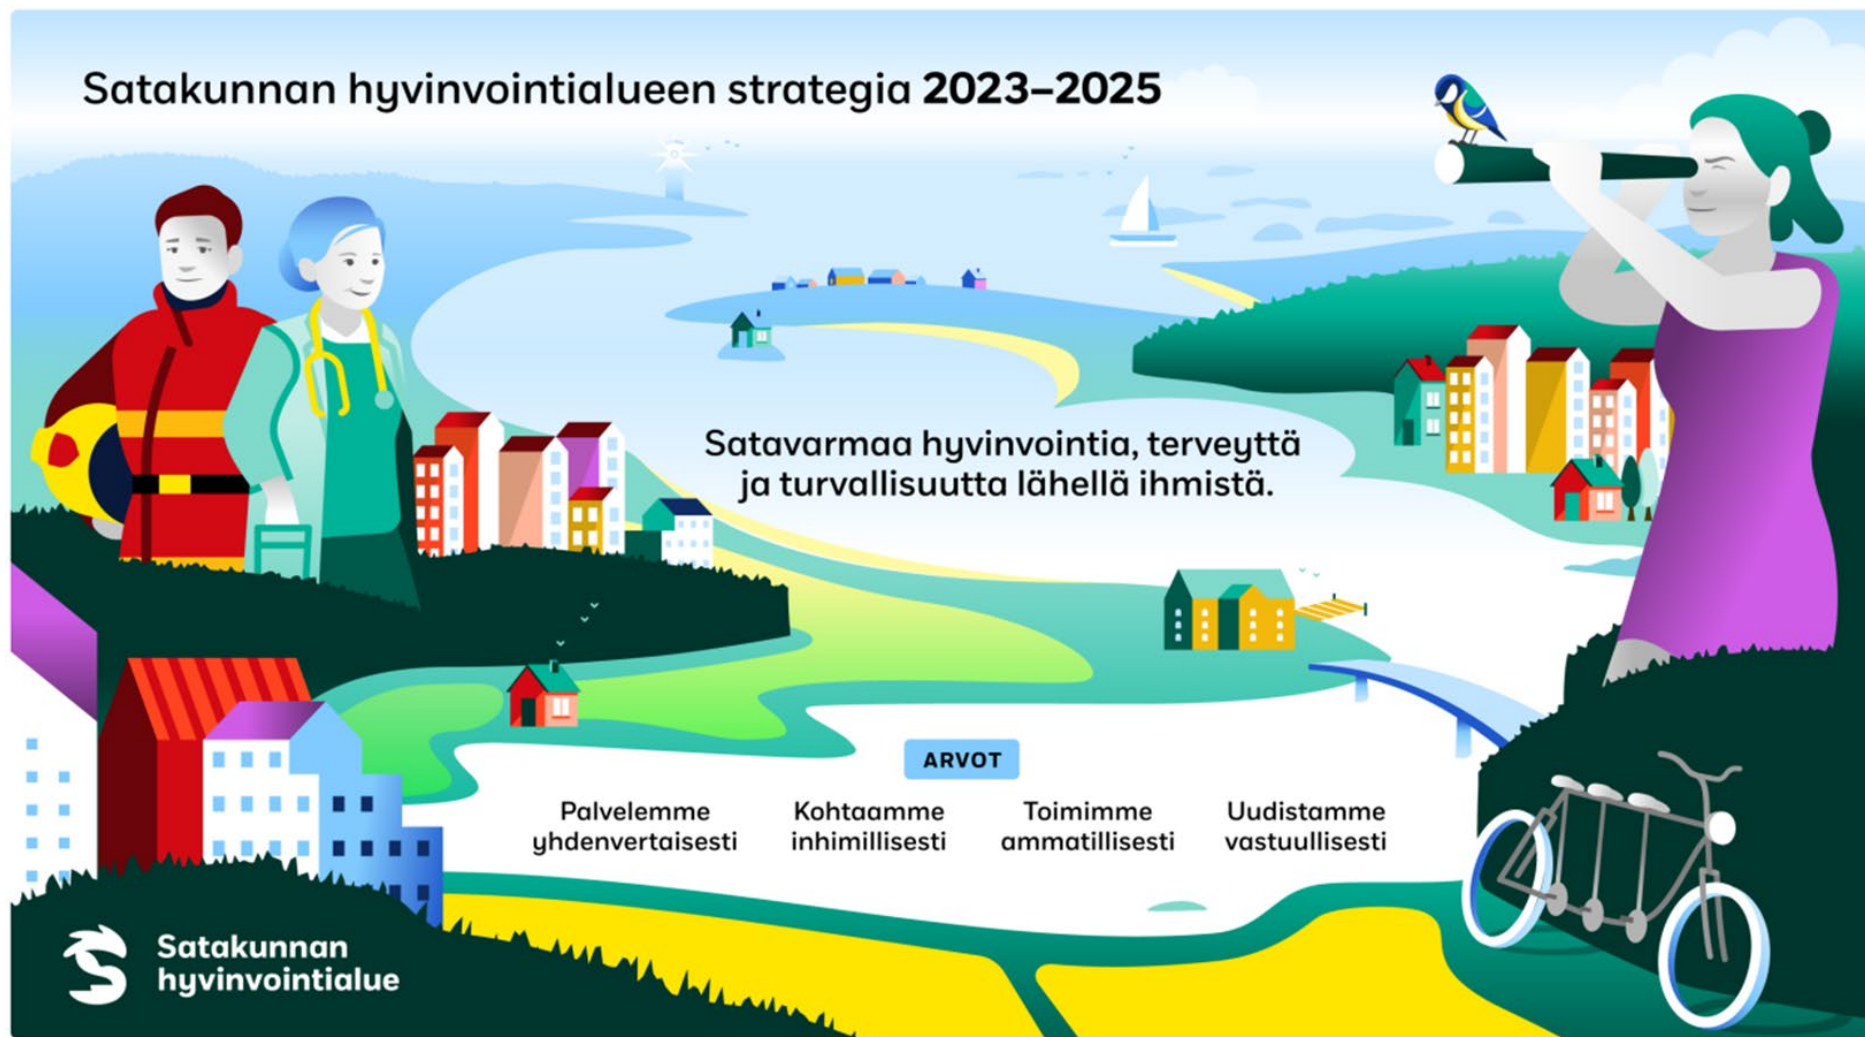 Satakunnan hyvinvointialueen strategia 2023–2025
Satavarmaa hyvinvointia, terveyttä
ja turvallisuutta lähellä ihmistä.
ARVOT
Palvelemme
yhdenvertaisesti
Kohtaamme
inhimillisesti
Toimimme
ammatillisesti
Uudistamme
vastuullisesti
Satakunnan
hyvinvointialue